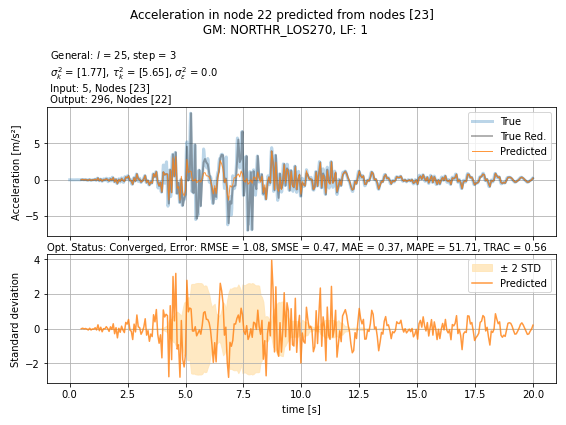 Acceleration in node 22 predicted from nodes [23]
GM: NORTHR_LOS270, LF: 1
General: l = 25, step = 3
σ²ₖ = [1.77], τ²ₖ = [5.65], σ²_ε = 0.0
Input: 5, Nodes [23]
Output: 296, Nodes [22]
Acceleration [m/s²]
5
0
−5
True
True Red.
Predicted
Opt. Status: Converged, Error: RMSE = 1.08, SMSE = 0.47, MAE = 0.37, MAPE = 51.71, TRAC = 0.56
Standard deviation
4
2
0
−2
± 2 STD
Predicted
0.0 2.5 5.0 7.5 10.0 12.5 15.0 17.5 20.0
time [s]